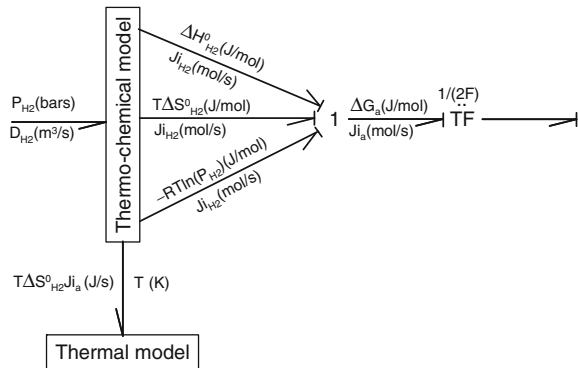 ΔH⁰H2(J/mol)
JiH2(mol/s)
PH2(bars)
DH2(m³/s)
Thermo-chemical model
TΔS⁰H2(J/mol)
JiH2(mol/s)
1
ΔGa(J/mol)
Jia(mol/s)
1/(2F)
..
TF
–RTln(PH2)(J/mol)
JiH2(mol/s)
TΔS⁰H2Jia(J/s)
T (K)
Thermal model